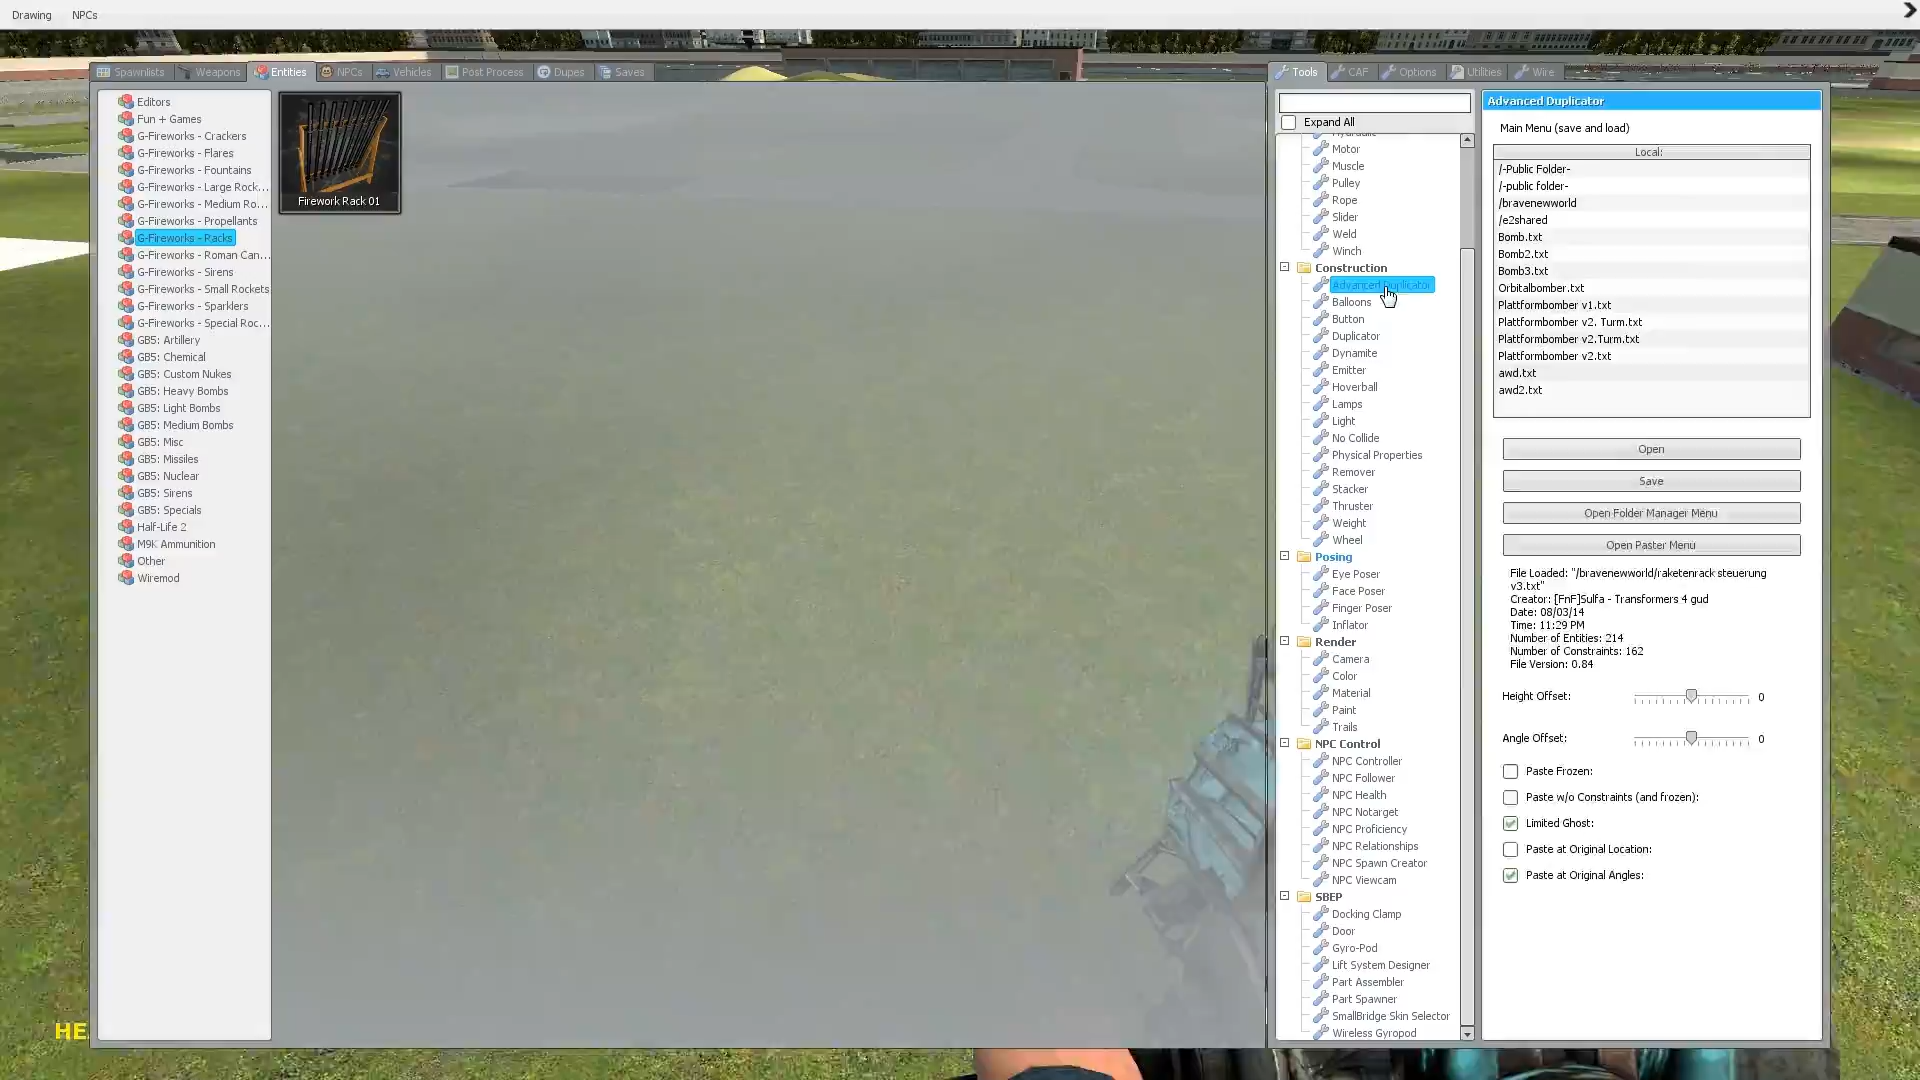 Drawing NPCs
Spawnlists Weapons Entities NPCs Vehicles Post Process Dupes Saves
Editors
Fun + Games
G-Fireworks - Crackers
G-Fireworks - Flares
G-Fireworks - Fountains
G-Fireworks - Large Rock...
G-Fireworks - Medium Ro...
G-Fireworks - Propellants
G-Fireworks - Racks
G-Fireworks - Roman Can...
G-Fireworks - Sirens
G-Fireworks - Small Rockets
G-Fireworks - Sparklers
G-Fireworks - Special Roc...
GB5: Artillery
GB5: Chemical
GB5: Custom Nukes
GB5: Heavy Bombs
GB5: Light Bombs
GB5: Medium Bombs
GB5: Misc
GB5: Missiles
GB5: Nuclear
GB5: Sirens
GB5: Specials
Half-Life 2
M9K Ammunition
Other
Wiremod
Firework Rack 01
HE
Tools CAF Options Utilities Wire
Expand All
Hydraulic
Motor
Muscle
Pulley
Rope
Slider
Weld
Winch
Construction
Advanced Duplicator
Balloons
Button
Duplicator
Dynamite
Emitter
Hoverball
Lamps
Light
No Collide
Physical Properties
Remover
Stacker
Thruster
Weight
Wheel
Posing
Eye Poser
Face Poser
Finger Poser
Inflator
Render
Camera
Color
Material
Paint
Trails
NPC Control
NPC Controller
NPC Follower
NPC Health
NPC Notarget
NPC Proficiency
NPC Relationships
NPC Spawn Creator
NPC Viewcam
SBEP
Docking Clamp
Door
Gyro-Pod
Lift System Designer
Part Assembler
Part Spawner
SmallBridge Skin Selector
Wireless Gyropod
Advanced Duplicator
Main Menu (save and load)
Local:
/-Public Folder-
/-public folder-
/bravenewworld
/e2shared
Bomb.txt
Bomb2.txt
Bomb3.txt
Orbitalbomber.txt
Plattformbomber v1.txt
Plattformbomber v2. Turm.txt
Plattformbomber v2.Turm.txt
Plattformbomber v2.txt
awd.txt
awd2.txt
Open
Save
Open Folder Manager Menu
Open Paster Menu
File Loaded: "/bravenewworld/raketenrack steuerung
v3.txt"
Creator: [FnF]Sulfa - Transformers 4 gud
Date: 08/03/14
Time: 11:29 PM
Number of Entities: 214
Number of Constraints: 162
File Version: 0.84
Height Offset: 0
Angle Offset: 0
Paste Frozen:
Paste w/o Constraints (and frozen):
Limited Ghost:
Paste at Original Location:
Paste at Original Angles: